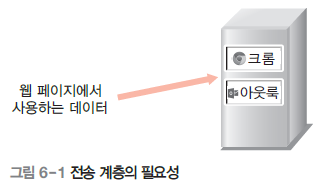 크롬
아웃룩
웹 페이지에서
사용하는 데이터
그림 6-1 전송 계층의 필요성